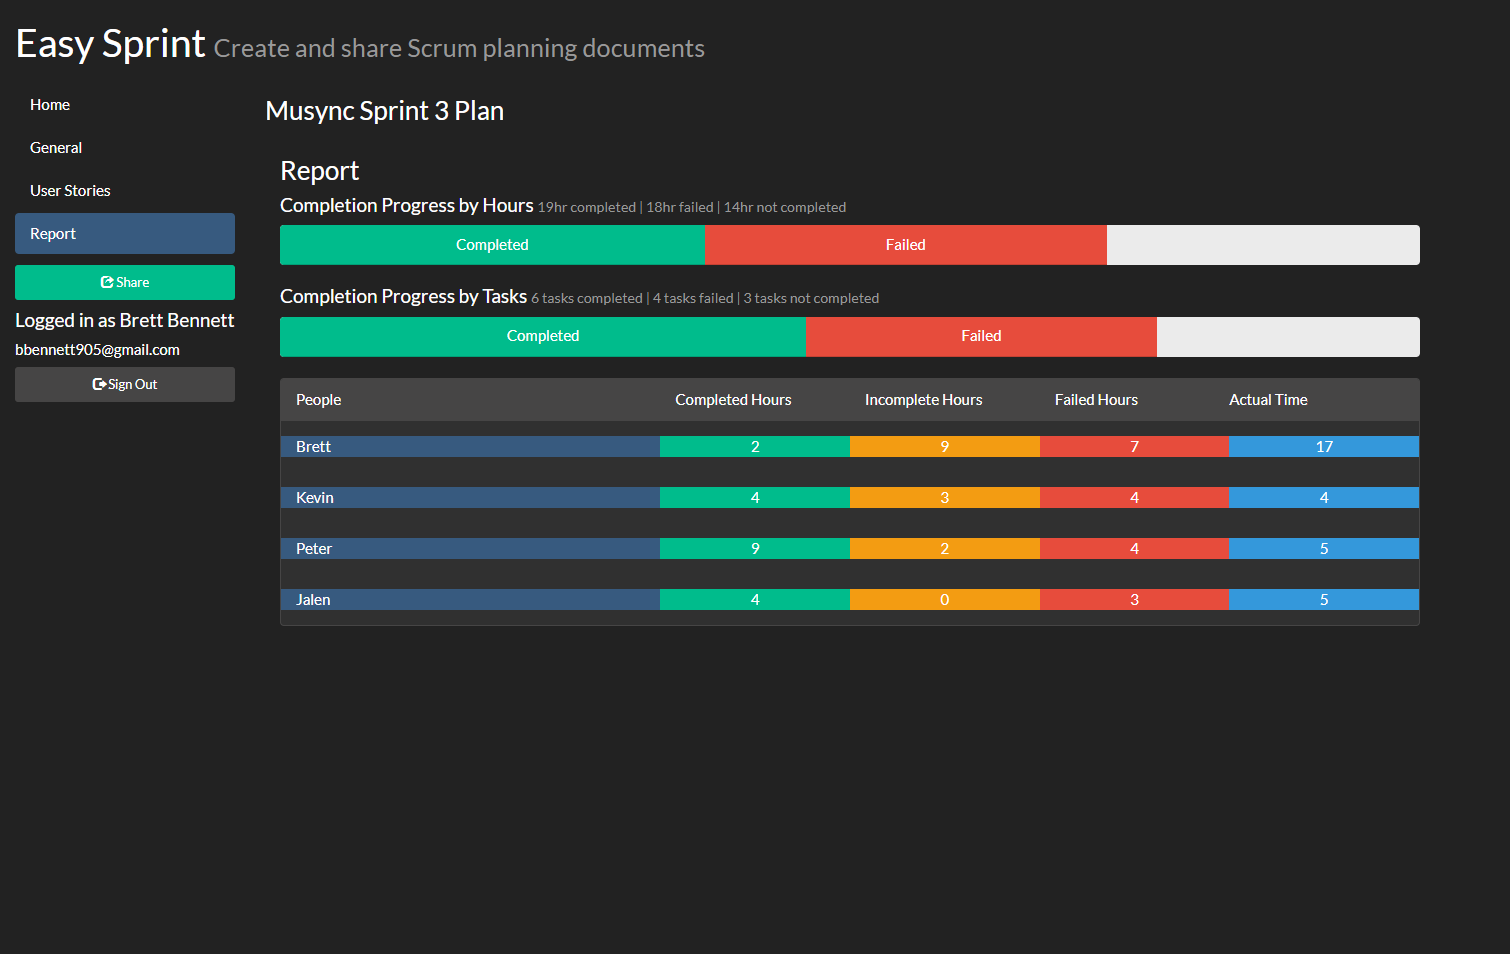 Easy Sprint Create and share Scrum planning documents
Home
General
User Stories
Report
Share
Logged in as Brett Bennett
bbennett905@gmail.com
Sign Out
Musync Sprint 3 Plan
Report
Completion Progress by Hours 19hr completed | 18hr failed | 14hr not completed
Completed Failed
Completion Progress by Tasks 6 tasks completed | 4 tasks failed | 3 tasks not completed
Completed Failed
People Completed Hours Incomplete Hours Failed Hours Actual Time
Brett 2 9 7 17
Kevin 4 3 4 4
Peter 9 2 4 5
Jalen 4 0 3 5